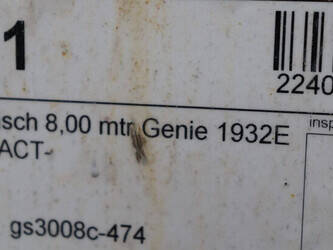 1
2240
sch 8,00 mtr Genie 1932E
insp
ACT-
gs3008c-474